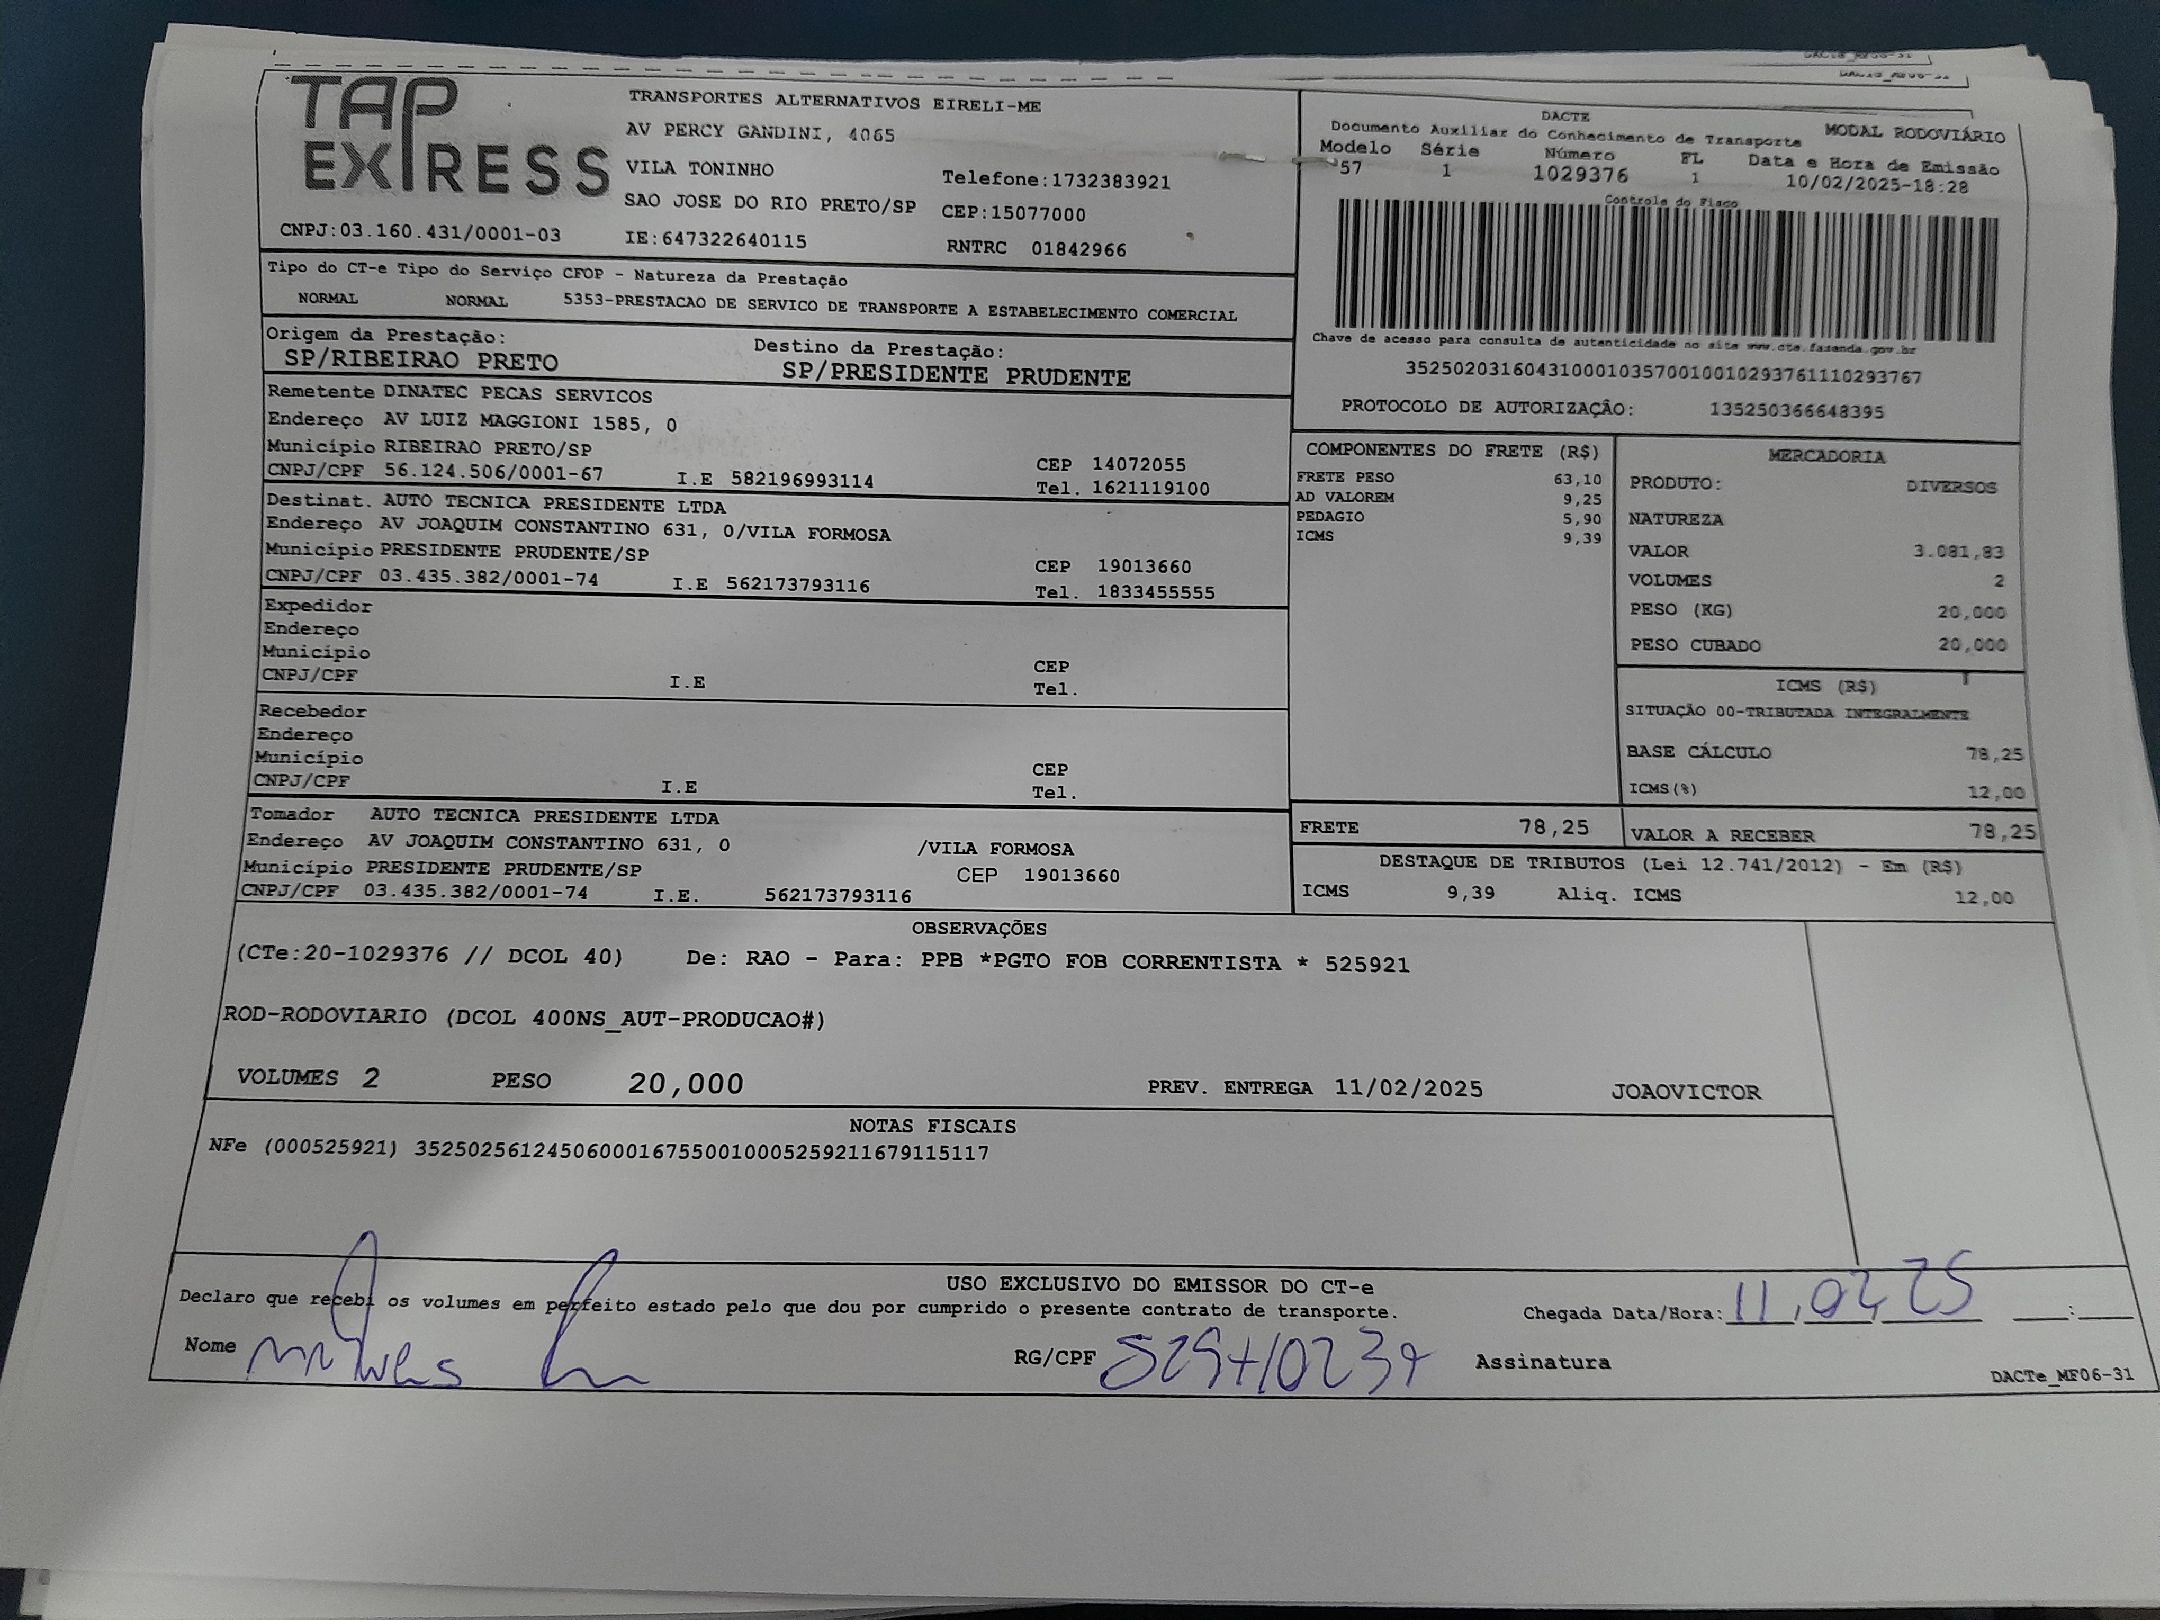 TAP EXPRESS
TRANSPORTES ALTERNATIVOS EIRELI-ME
AV PERCY GANDINI, 4065
VILA TONINHO Telefone:1732383921
SAO JOSE DO RIO PRETO/SP CEP:15077000
CNPJ:03.160.431/0001-03 IE:647322640115 RNTRC 01842966
DACTE
Documento Auxiliar do Conhecimento de Transporte MODAL RODOVIÁRIO
Modelo Série Número FL Data e Hora de Emissão
57 1 1029376 1 10/02/2025-18:28
Controle do Fisco
Chave de acesso para consulta de autenticidade no site www.cte.fazenda.gov.br
35250203160431000103570010010293761110293767
PROTOCOLO DE AUTORIZAÇÃO: 135250366648395
Tipo do CT-e Tipo do Serviço CFOP - Natureza da Prestação
NORMAL NORMAL 5353-PRESTACAO DE SERVICO DE TRANSPORTE A ESTABELECIMENTO COMERCIAL
Origem da Prestação: Destino da Prestação:
SP/RIBEIRAO PRETO SP/PRESIDENTE PRUDENTE
Remetente DINATEC PECAS SERVICOS
Endereço AV LUIZ MAGGIONI 1585, 0
Município RIBEIRAO PRETO/SP CEP 14072055
CNPJ/CPF 56.124.506/0001-67 I.E 582196993114 Tel. 1621119100
Destinat. AUTO TECNICA PRESIDENTE LTDA
Endereço AV JOAQUIM CONSTANTINO 631, 0/VILA FORMOSA
Município PRESIDENTE PRUDENTE/SP CEP 19013660
CNPJ/CPF 03.435.382/0001-74 I.E 562173793116 Tel. 1833455555
Expedidor
Endereço
Município CEP
CNPJ/CPF I.E Tel.
Recebedor
Endereço
Município CEP
CNPJ/CPF I.E Tel.
Tomador AUTO TECNICA PRESIDENTE LTDA
Endereço AV JOAQUIM CONSTANTINO 631, 0 /VILA FORMOSA
Município PRESIDENTE PRUDENTE/SP CEP 19013660
CNPJ/CPF 03.435.382/0001-74 I.E. 562173793116
COMPONENTES DO FRETE (R$)
FRETE PESO 63,10
AD VALOREM 9,25
PEDAGIO 5,90
ICMS 9,39
MERCADORIA
PRODUTO: DIVERSOS
NATUREZA
VALOR 3.081,83
VOLUMES 2
PESO (KG) 20,000
PESO CUBADO 20,000
ICMS (R$)
SITUAÇÃO 00-TRIBUTADA INTEGRALMENTE
BASE CÁLCULO 78,25
ICMS(%) 12,00
FRETE 78,25 VALOR A RECEBER 78,25
DESTAQUE DE TRIBUTOS (Lei 12.741/2012) - Em (R$)
ICMS 9,39 Aliq. ICMS 12,00
OBSERVAÇÕES
(CTe:20-1029376 // DCOL 40) De: RAO - Para: PPB *PGTO FOB CORRENTISTA * 525921
ROD-RODOVIARIO (DCOL 400NS_AUT-PRODUCAO#)
VOLUMES 2 PESO 20,000 PREV. ENTREGA 11/02/2025 JOAOVICTOR
NOTAS FISCAIS
NFe (000525921) 35250256124506000167550010005259211679115117
USO EXCLUSIVO DO EMISSOR DO CT-e
Declaro que recebi os volumes em perfeito estado pelo que dou por cumprido o presente contrato de transporte. Chegada Data/Hora: 11,02,25 :
Nome RG/CPF Assinatura
DACTe_MF06-31